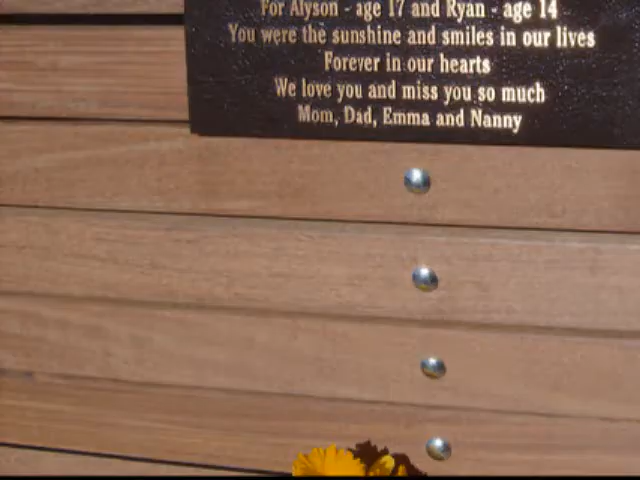 For Alyson - age 17 and Ryan - age 14
You were the sunshine and smiles in our lives
Forever in our hearts
We love you and miss you so much
Mom, Dad, Emma and Nanny